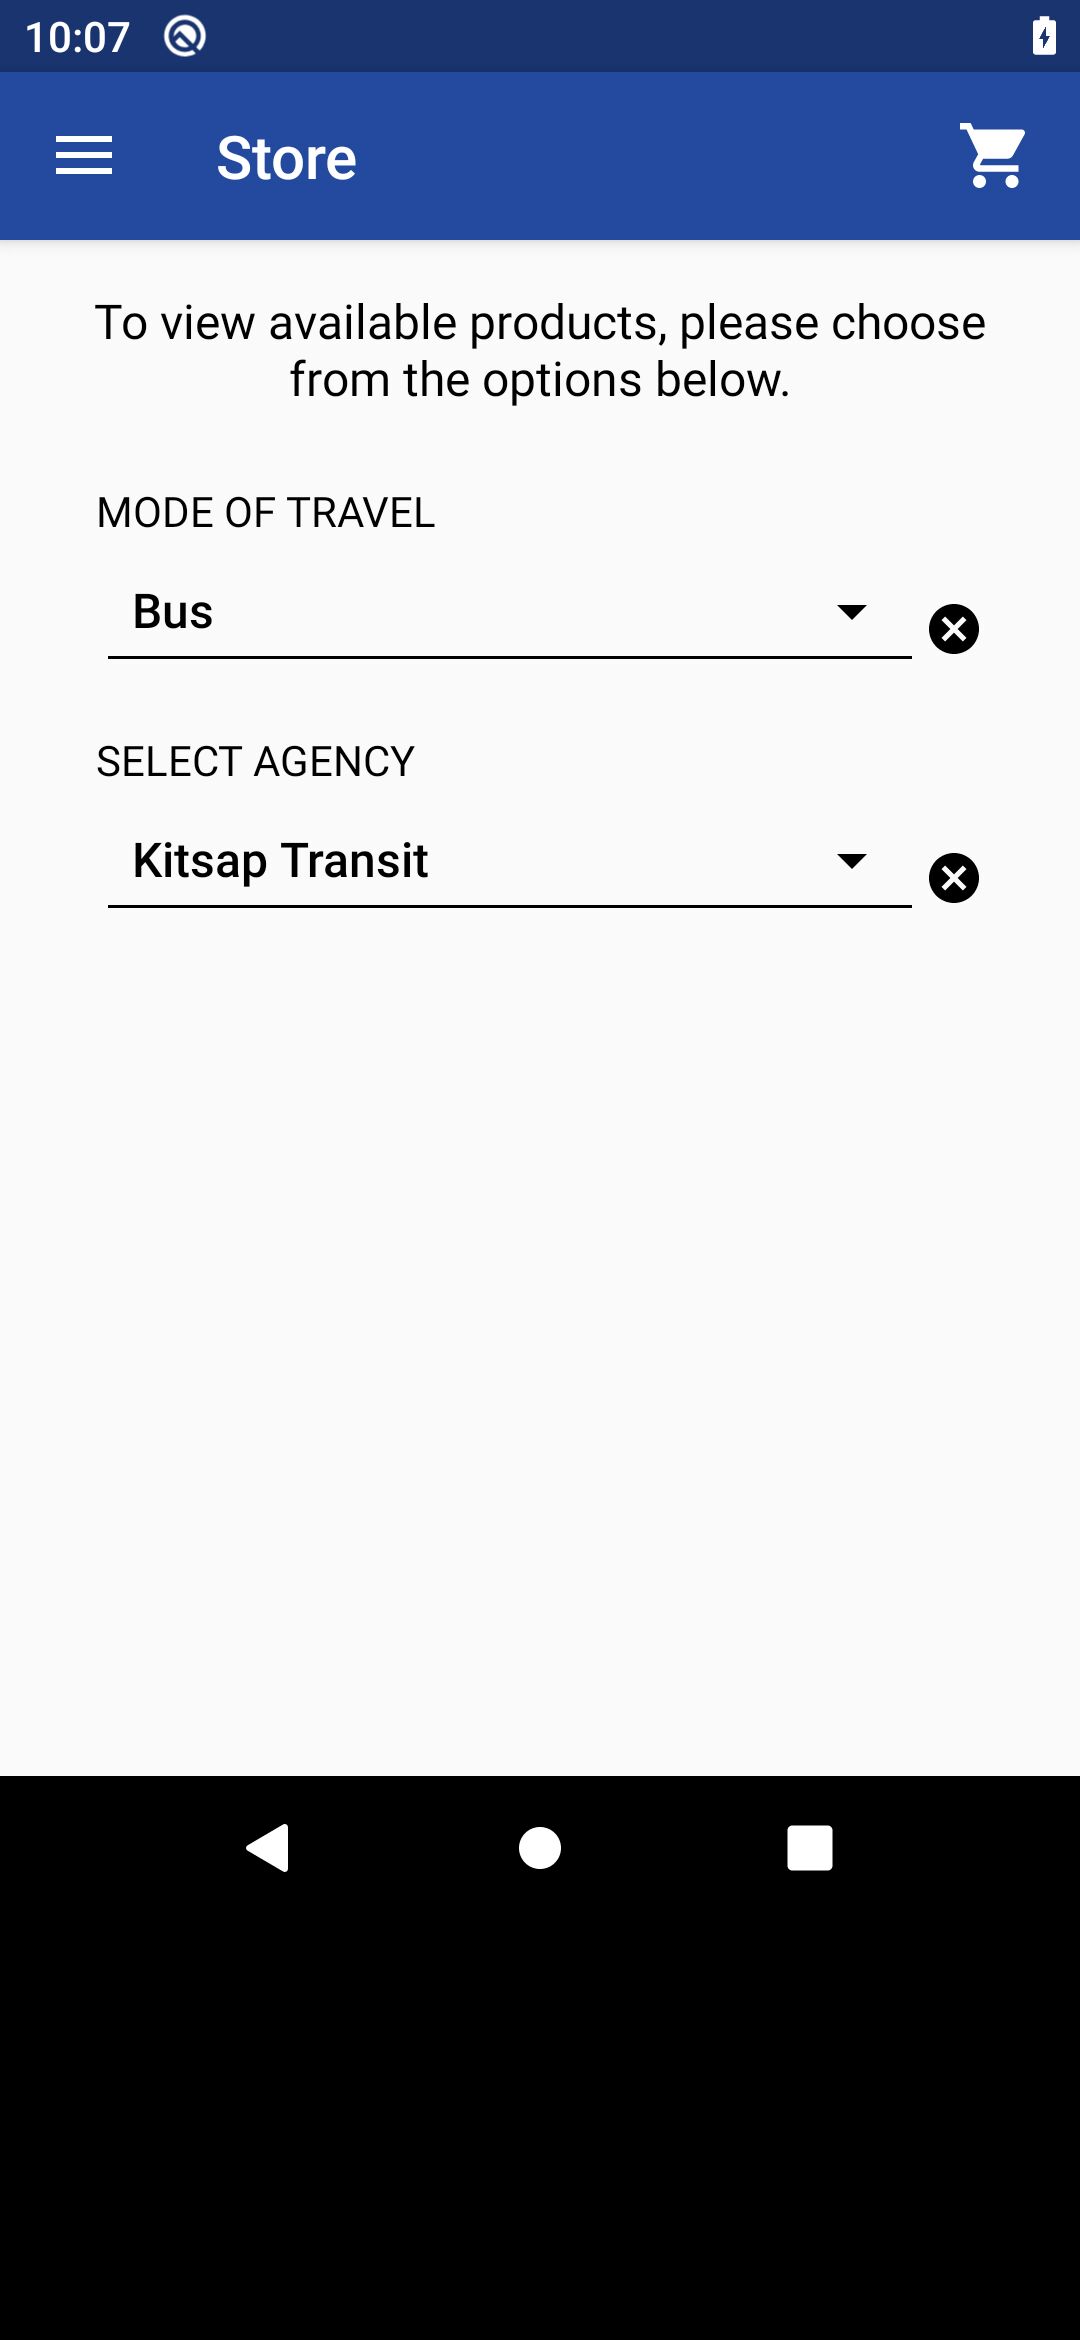 10:07
Store
To view available products, please choose
from the options below.
MODE OF TRAVEL
Bus
SELECT AGENCY
Kitsap Transit